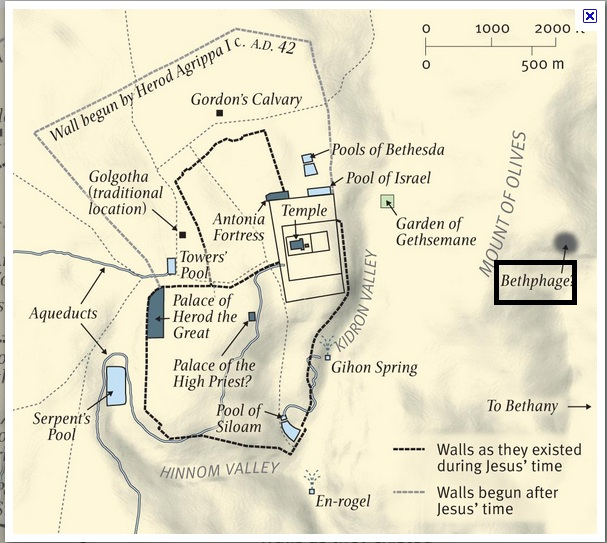 0 1000 2000
0 500 m
Wall begun by Herod Agrippa I c. A.D. 42
Gordon's Calvary
MOUNT OF OLIVES
Pools of Bethesda
Golgotha
(traditional
location)
Pool of Israel
Antonia
Fortress
Temple
Garden of
Gethsemane
Towers'
Pool
Bethphage?
KIDRON VALLEY
Aqueducts
Palace of
Herod the
Great
Palace of the
High Priest?
Gihon Spring
Serpent's
Pool
Pool of
Siloam
To Bethany
HINNOM VALLEY
En-rogel
Walls as they existed
during Jesus' time
Walls begun after
Jesus' time